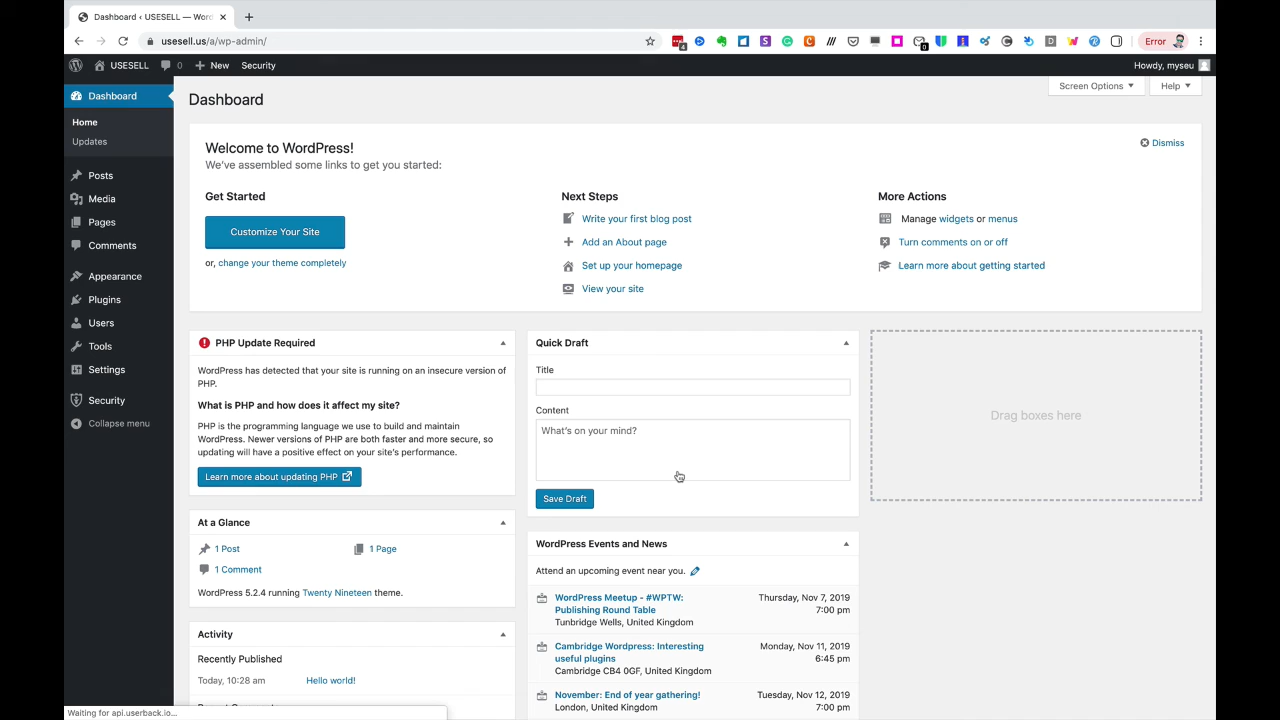 Dashboard ‹ USESELL — Wor
usesell.us/a/wp-admin/
4
0
Error
USESELL
0
New
Security
Howdy, myseu
Dashboard
Home
Updates
Posts
Media
Pages
Comments
Appearance
Plugins
Users
Tools
Settings
Security
Collapse menu
Dashboard
Screen Options
Help
Welcome to WordPress!
We've assembled some links to get you started:
Dismiss
Get Started
Customize Your Site
or, change your theme completely
Next Steps
Write your first blog post
Add an About page
Set up your homepage
View your site
More Actions
Manage widgets or menus
Turn comments on or off
Learn more about getting started
PHP Update Required
WordPress has detected that your site is running on an insecure version of
PHP.
What is PHP and how does it affect my site?
PHP is the programming language we use to build and maintain
WordPress. Newer versions of PHP are both faster and more secure, so
updating will have a positive effect on your site's performance.
Learn more about updating PHP
At a Glance
1 Post
1 Page
1 Comment
WordPress 5.2.4 running Twenty Nineteen theme.
Activity
Recently Published
Today, 10:28 am
Hello world!
Quick Draft
Title
Content
What's on your mind?
Save Draft
WordPress Events and News
Attend an upcoming event near you.
WordPress Meetup - #WPTW:
Publishing Round Table
Tunbridge Wells, United Kingdom
Thursday, Nov 7, 2019
7:00 pm
Cambridge Wordpress: Interesting
useful plugins
Cambridge CB4 0GF, United Kingdom
Monday, Nov 11, 2019
6:45 pm
November: End of year gathering!
London, United Kingdom
Tuesday, Nov 12, 2019
7:00 pm
Drag boxes here
Waiting for api.userback.io...